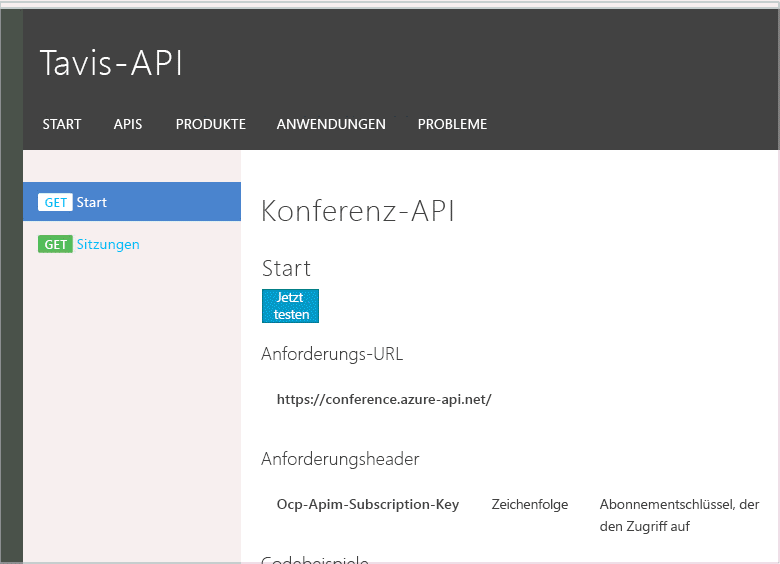 Tavis-API
START APIS PRODUKTE ANWENDUNGEN PROBLEME
GET Start
GET Sitzungen
Konferenz-API
Start
Jetzt
testen
Anforderungs-URL
https://conference.azure-api.net/
Anforderungsheader
Ocp-Apim-Subscription-Key Zeichenfolge Abonnementschlüssel, der
den Zugriff auf
Codebeispiele